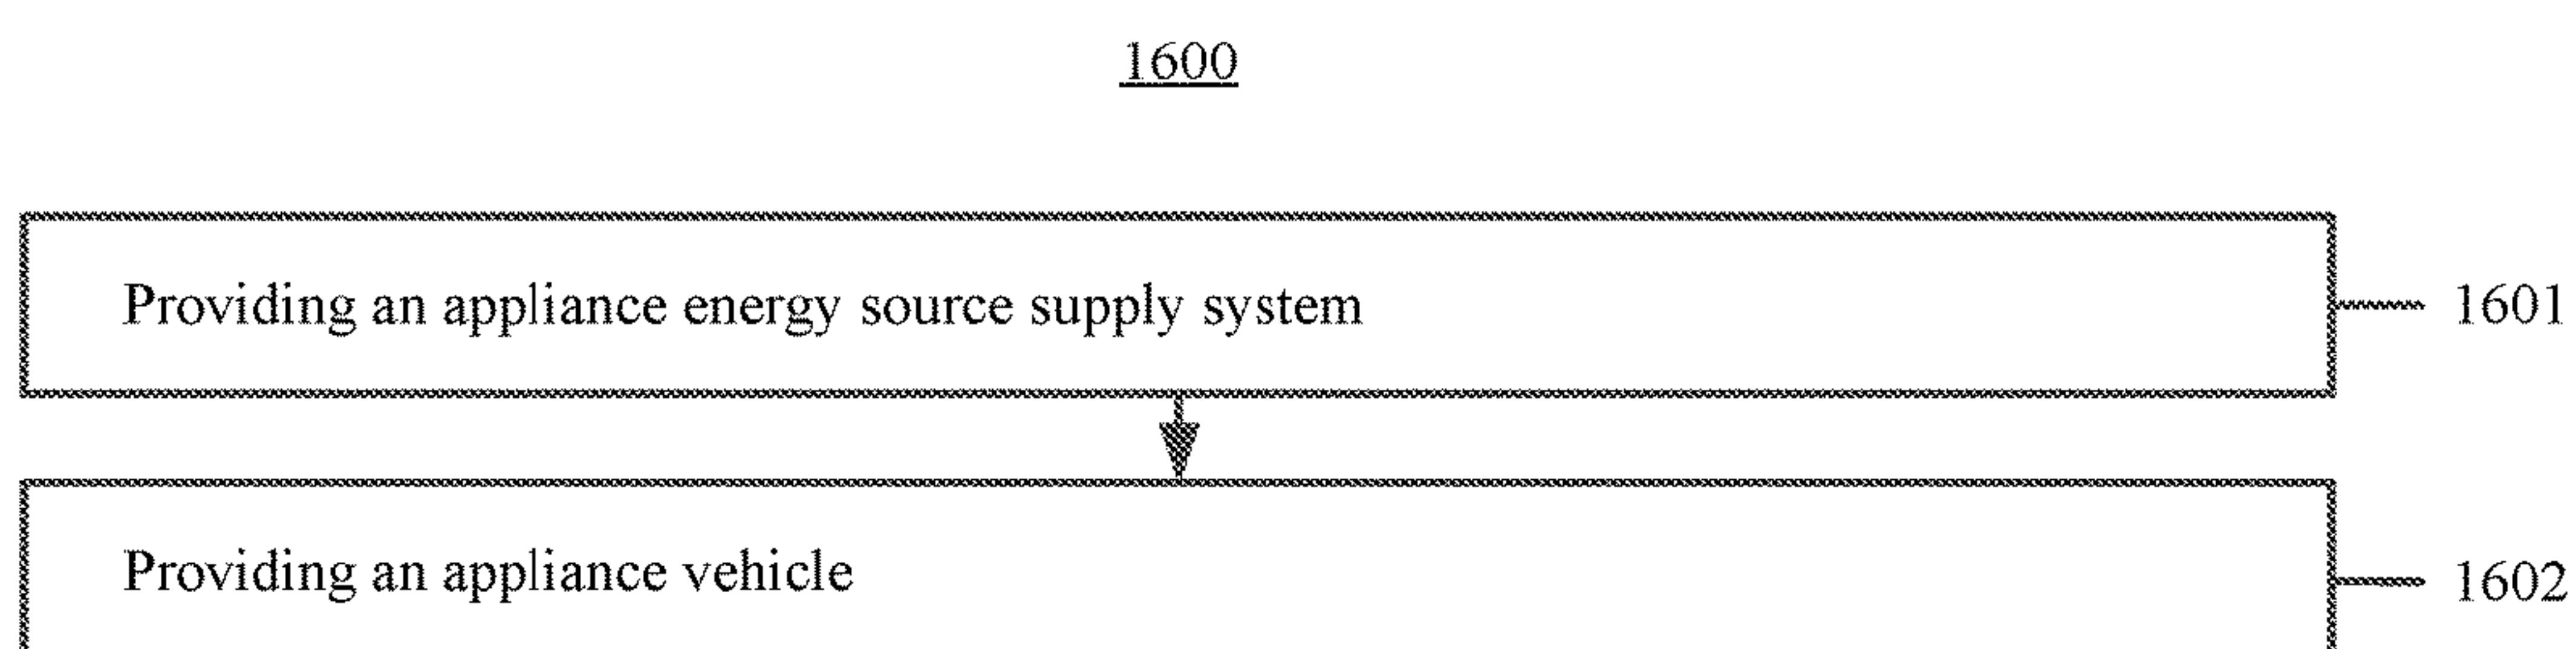 1600
Providing an appliance energy source supply system
1601
Providing an appliance vehicle
1602